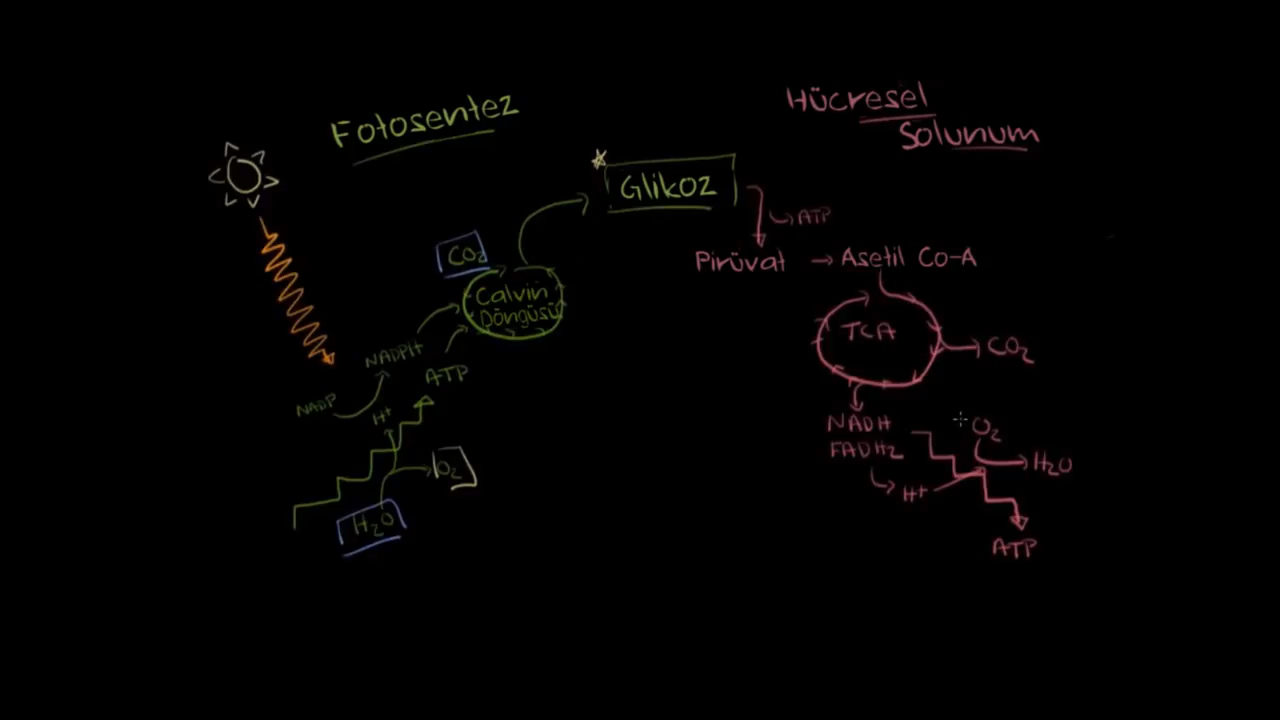 Fotosentez
CO₂
Calvin
Döngüsü
NADPH
ATP
NADP
H⁺
O₂
H₂O
Glikoz
Hücresel
Solunum
ATP
Pirüvat → Asetil Co-A
TCA
CO₂
NADH
FADH₂
H⁺
O₂
H₂O
ATP